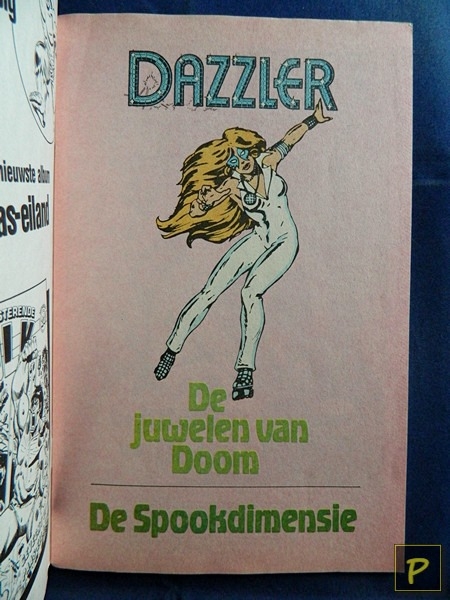 nieuwste album
as-eiland
DAZZLER
De
juwelen van
Doom
De Spookdimensie
P